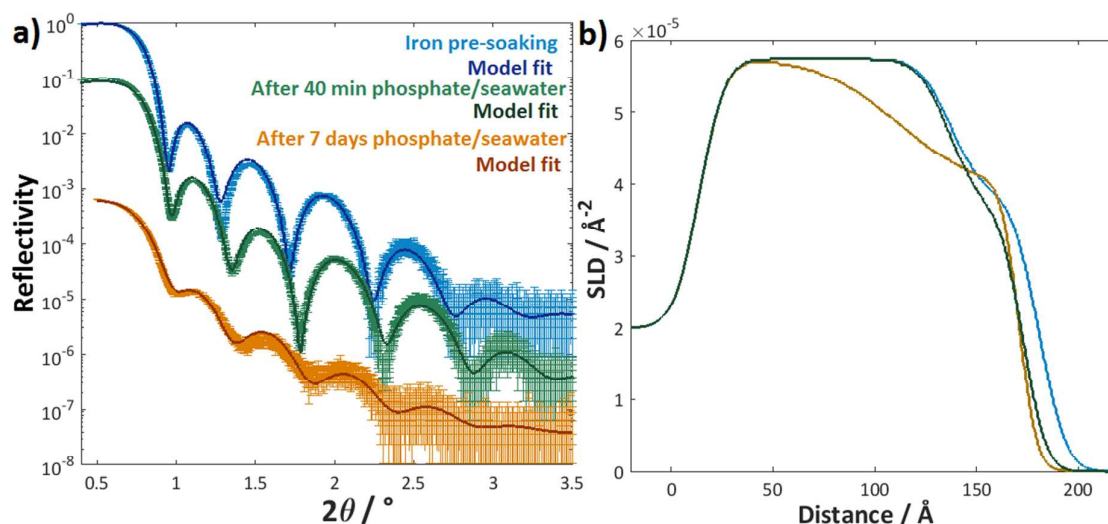 a)
Iron pre-soaking
Model fit
After 40 min phosphate/seawater
Model fit
After 7 days phosphate/seawater
Model fit
Reflectivity
10^0
10^-1
10^-2
10^-3
10^-4
10^-5
10^-6
10^-7
10^-8
0.5 1 1.5 2 2.5 3 3.5
2θ / °
b)
×10^-5
SLD / Å^-2
6
5
4
3
2
1
0
0 50 100 150 200
Distance / Å